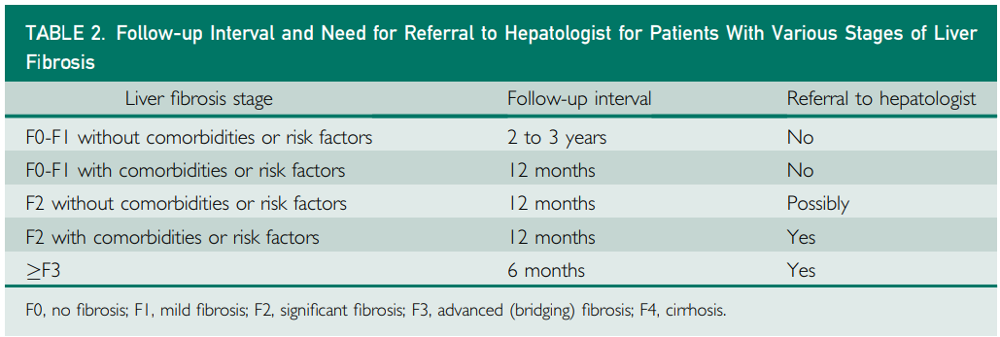 TABLE 2. Follow-up Interval and Need for Referral to Hepatologist for Patients With Various Stages of Liver
Fibrosis
Liver fibrosis stage Follow-up interval Referral to hepatologist
F0-F1 without comorbidities or risk factors 2 to 3 years No
F0-F1 with comorbidities or risk factors 12 months No
F2 without comorbidities or risk factors 12 months Possibly
F2 with comorbidities or risk factors 12 months Yes
≥F3 6 months Yes
F0, no fibrosis; F1, mild fibrosis; F2, significant fibrosis; F3, advanced (bridging) fibrosis; F4, cirrhosis.